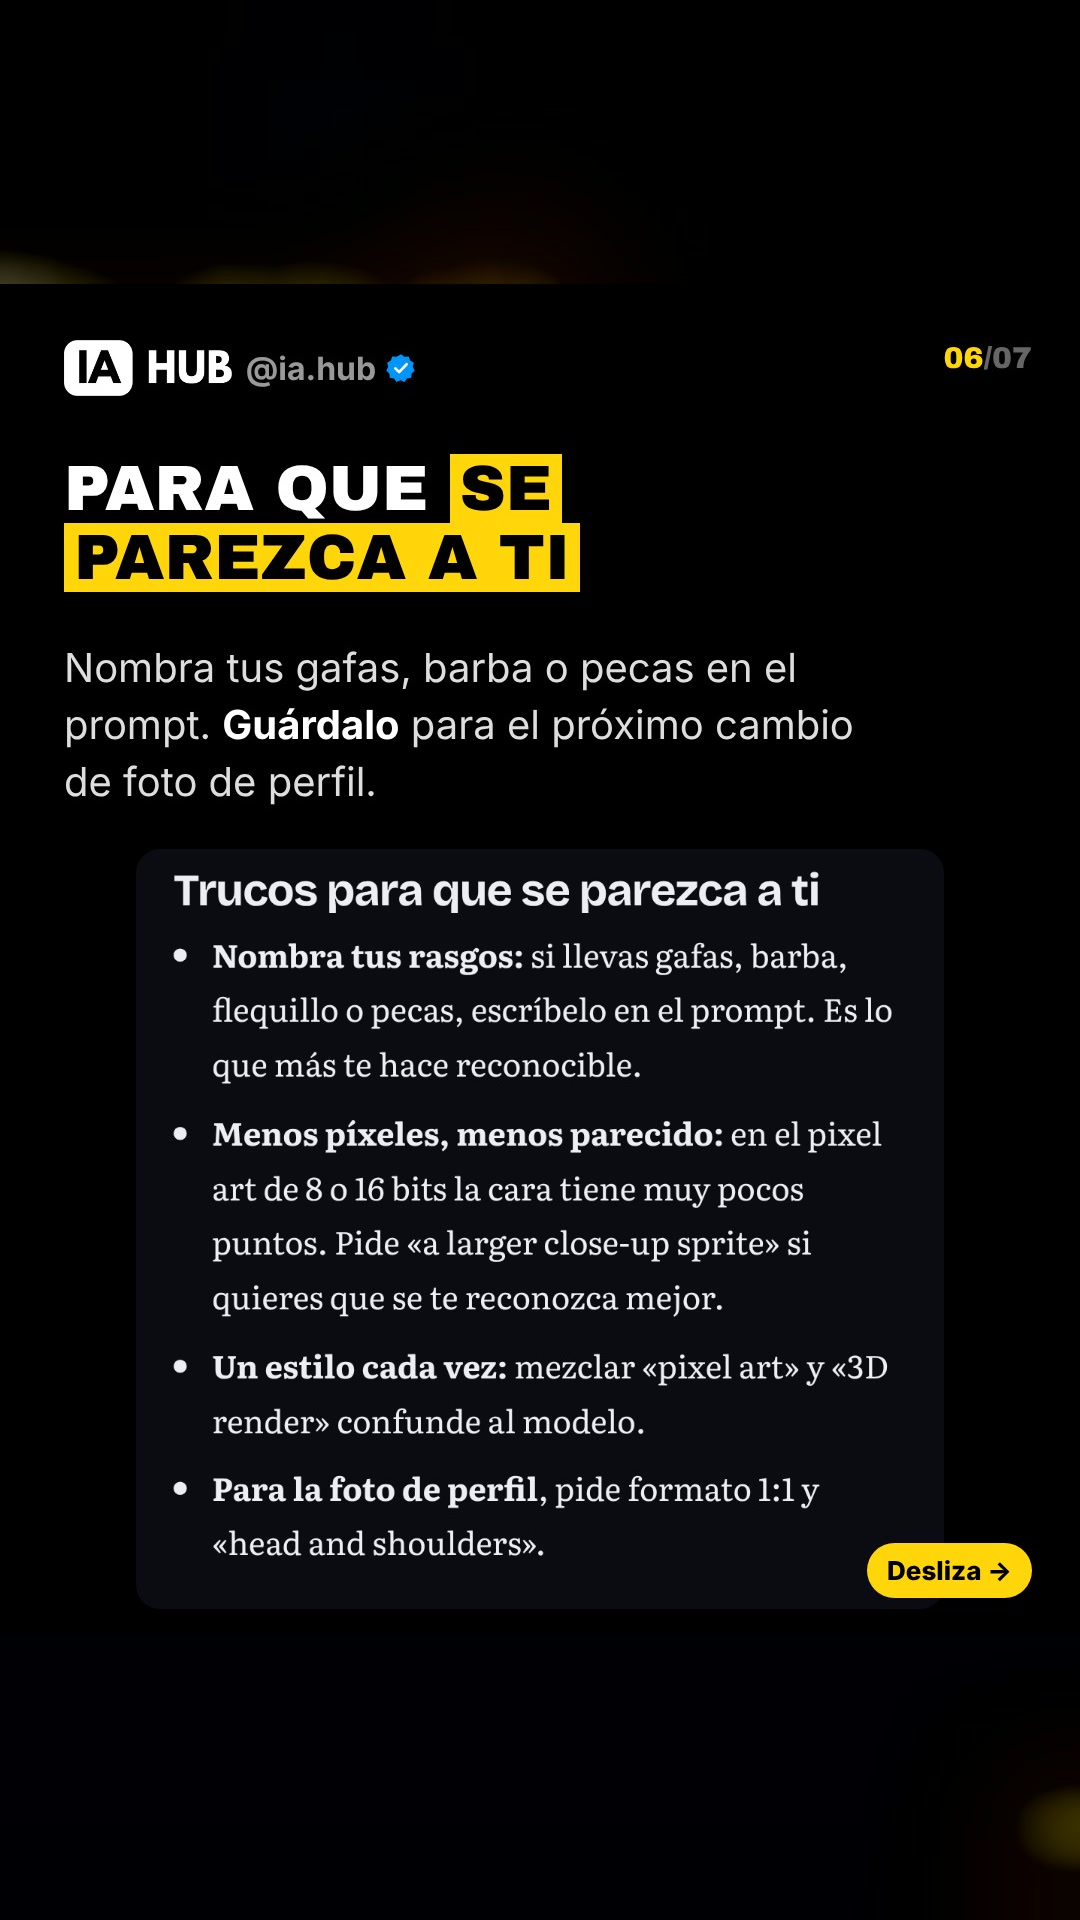 IA HUB @ia.hub
06/07
PARA QUE SE
PAREZCA A TI
Nombra tus gafas, barba o pecas en el
prompt. Guárdalo para el próximo cambio
de foto de perfil.
Trucos para que se parezca a ti
• Nombra tus rasgos: si llevas gafas, barba,
flequillo o pecas, escríbelo en el prompt. Es lo
que más te hace reconocible.
• Menos píxeles, menos parecido: en el pixel
art de 8 o 16 bits la cara tiene muy pocos
puntos. Pide «a larger close-up sprite» si
quieres que se te reconozca mejor.
• Un estilo cada vez: mezclar «pixel art» y «3D
render» confunde al modelo.
• Para la foto de perfil, pide formato 1:1 y
«head and shoulders».
Desliza →